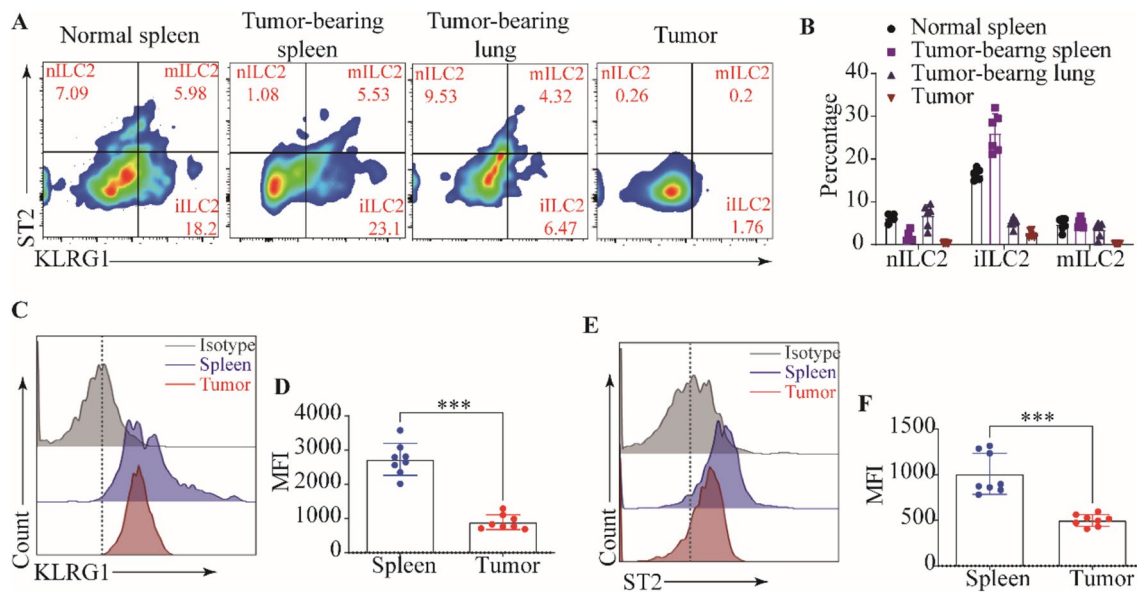 A
Normal spleen
Tumor-bearing
spleen
Tumor-bearing
lung
Tumor
nILC2
7.09
mILC2
5.98
iILC2
18.2
nILC2
1.08
mILC2
5.53
iILC2
23.1
nILC2
9.53
mILC2
4.32
iILC2
6.47
nILC2
0.26
mILC2
0.2
iILC2
1.76
ST2
KLRG1
B
Normal spleen
Tumor-bearng spleen
Tumor-bearng lung
Tumor
Percentage
40
30
20
10
0
nILC2
iILC2
mILC2
C
Isotype
Spleen
Tumor
Count
KLRG1
D
***
MFI
4000
3000
2000
1000
0
Spleen
Tumor
E
Isotype
Spleen
Tumor
Count
ST2
F
***
MFI
1500
1000
500
0
Spleen
Tumor